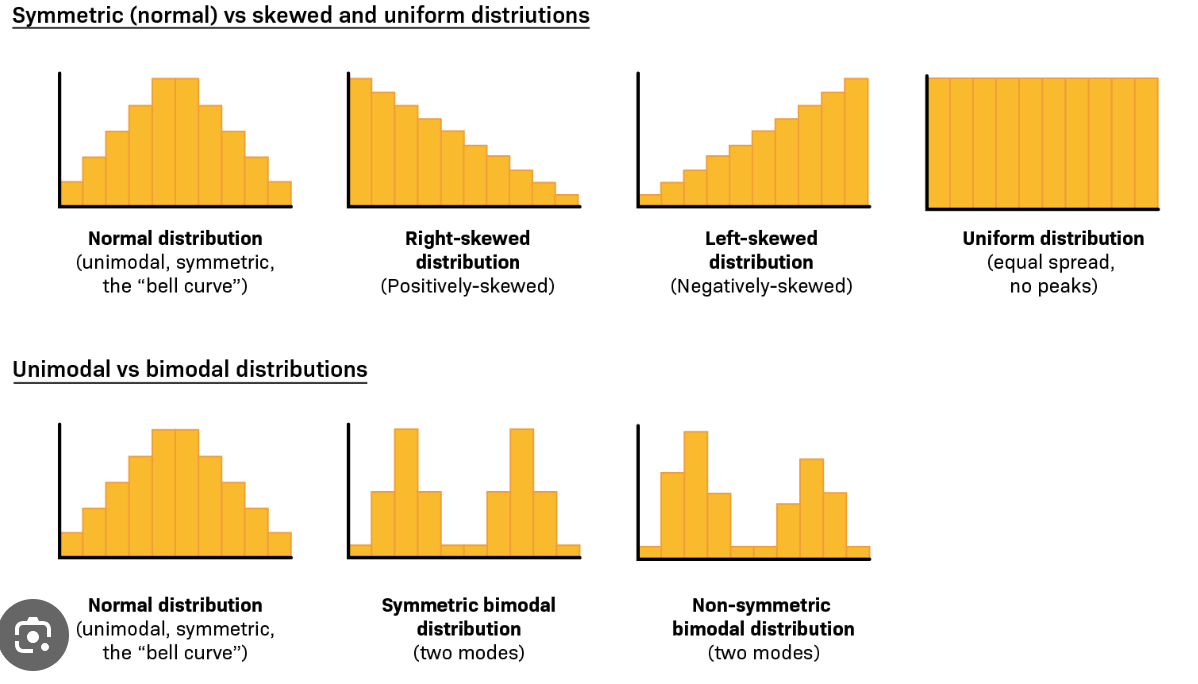 Symmetric (normal) vs skewed and uniform distriutions
Normal distribution
(unimodal, symmetric,
the “bell curve”)
Right-skewed
distribution
(Positively-skewed)
Left-skewed
distribution
(Negatively-skewed)
Uniform distribution
(equal spread,
no peaks)
Unimodal vs bimodal distributions
Normal distribution
(unimodal, symmetric,
the “bell curve”)
Symmetric bimodal
distribution
(two modes)
Non-symmetric
bimodal distribution
(two modes)